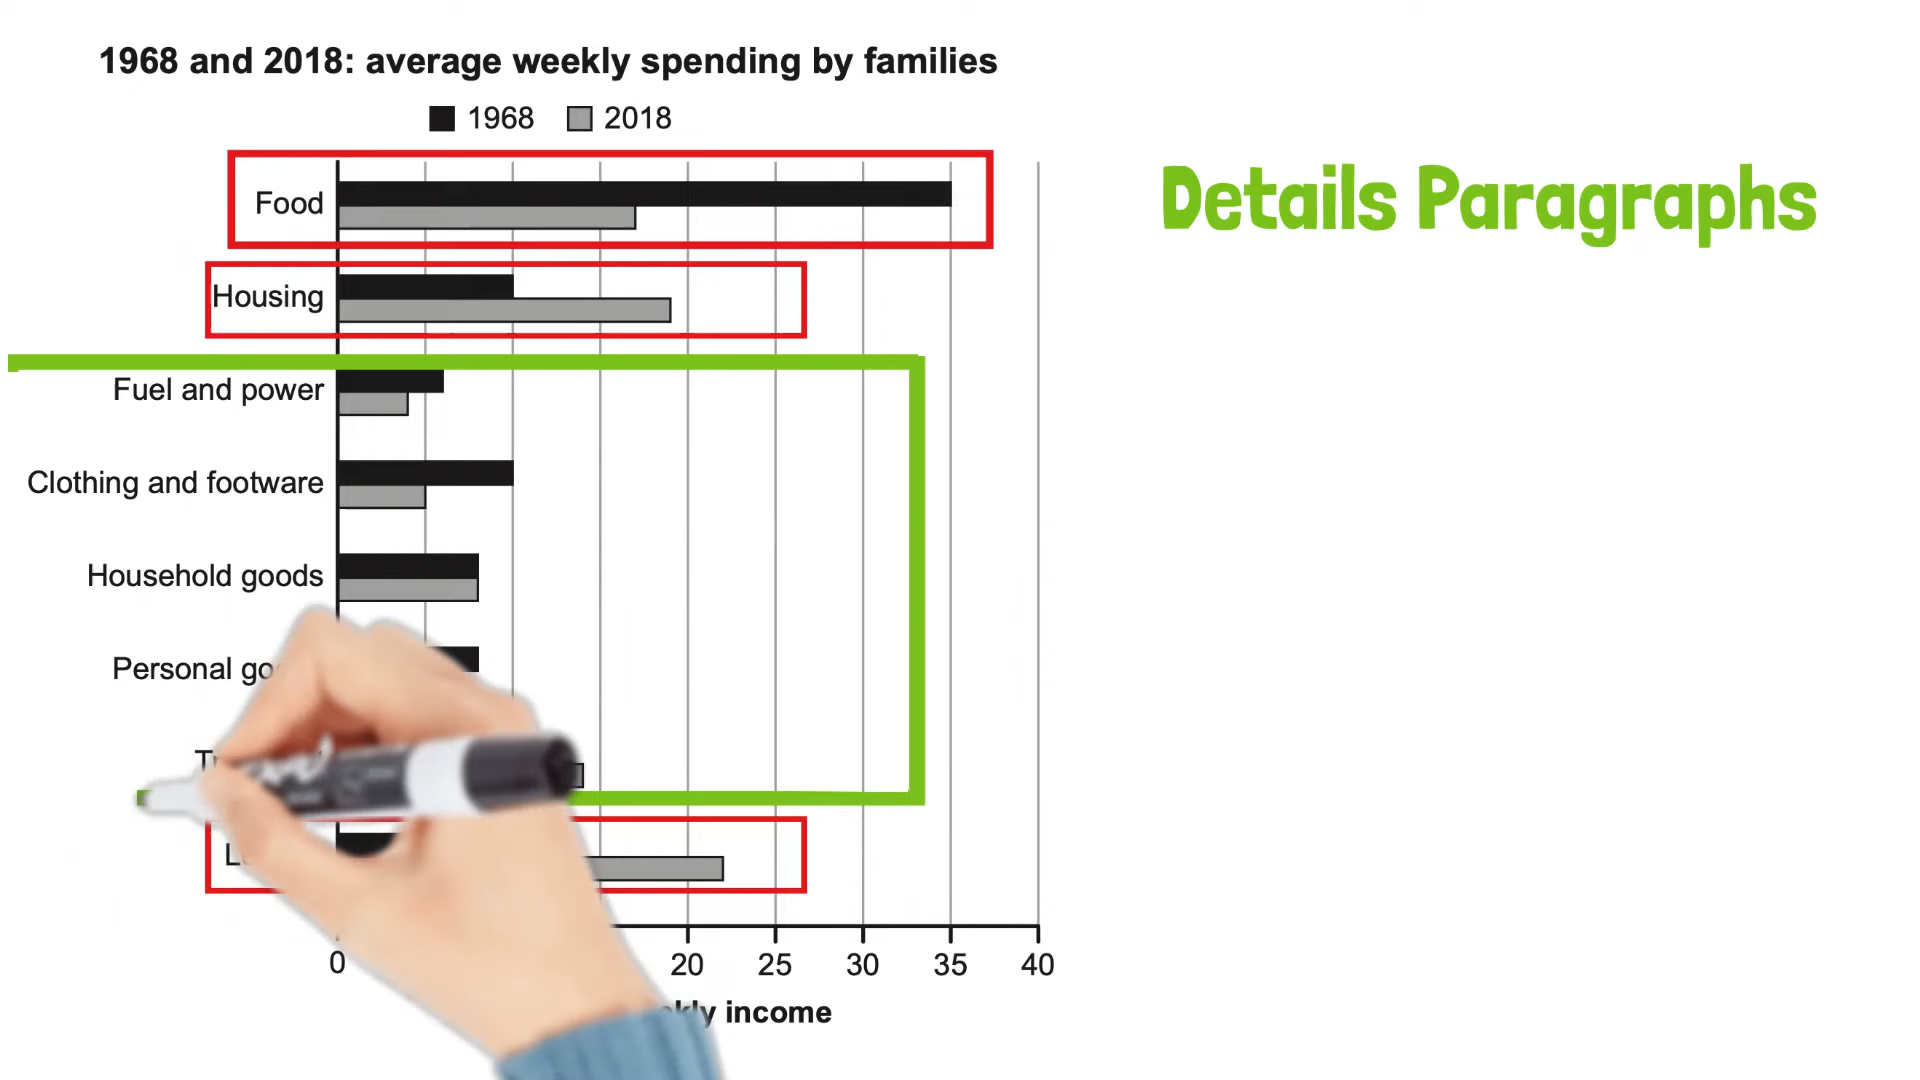 1968 and 2018: average weekly spending by families
1968 2018
Details Paragraphs
Food
Housing
Fuel and power
Clothing and footware
Household goods
Personal
0 20 25 30 35 40
income